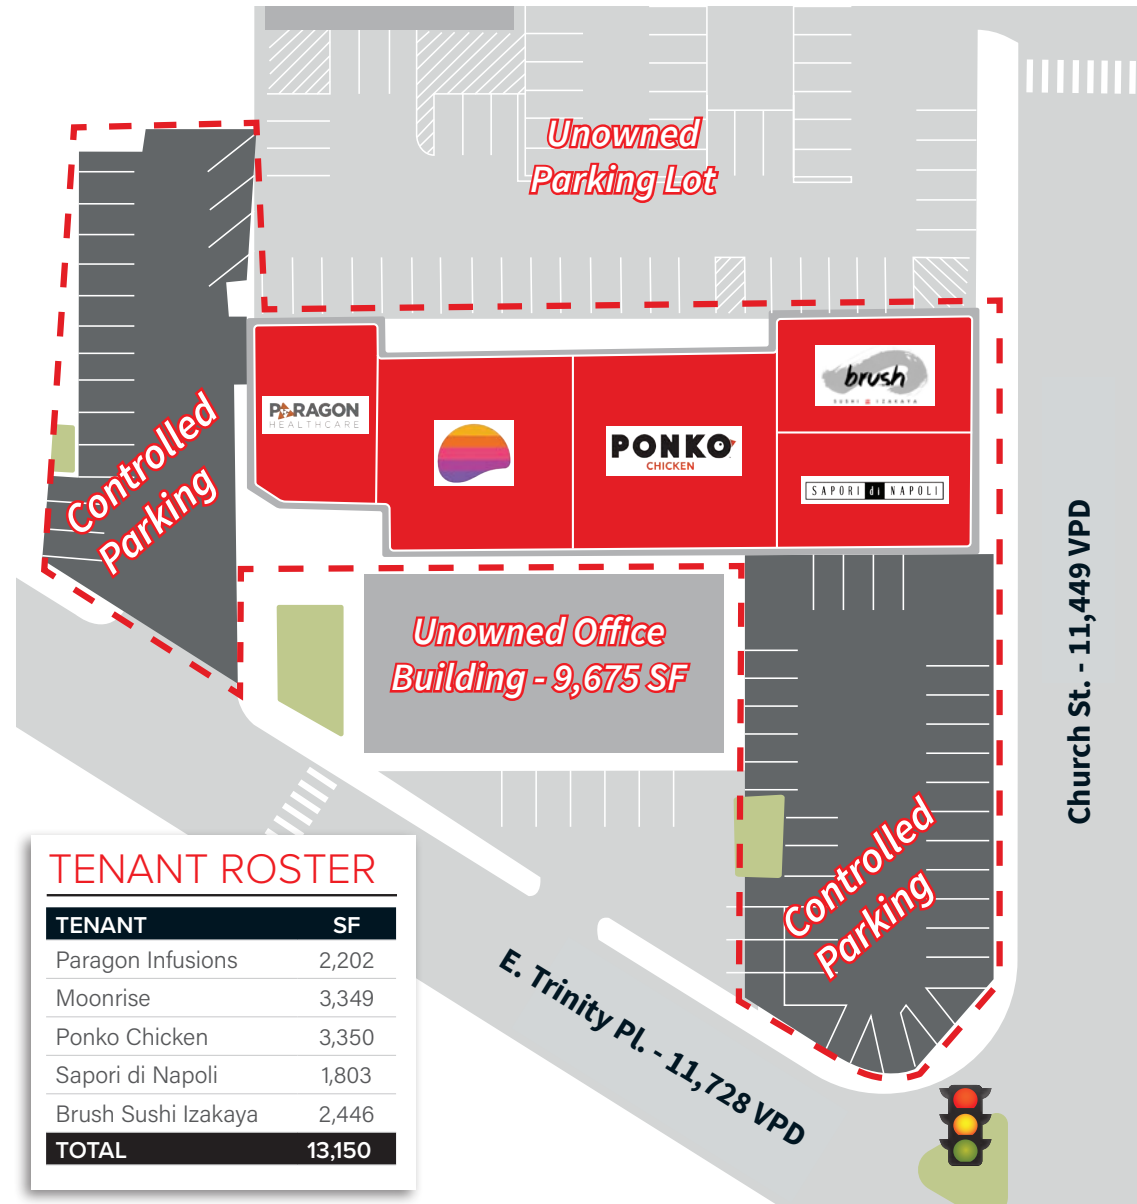 Unowned
Parking Lot
PARAGON
HEALTHCARE
brush
SUSHI IZAKAYA
PONKO
CHICKEN
SAPORI di NAPOLI
Controlled
Parking
Unowned Office
Building - 9,675 SF
Church St. - 11,449 VPD
Controlled
Parking
E. Trinity Pl. - 11,728 VPD
TENANT ROSTER
TENANT SF
Paragon Infusions 2,202
Moonrise 3,349
Ponko Chicken 3,350
Sapori di Napoli 1,803
Brush Sushi Izakaya 2,446
TOTAL 13,150